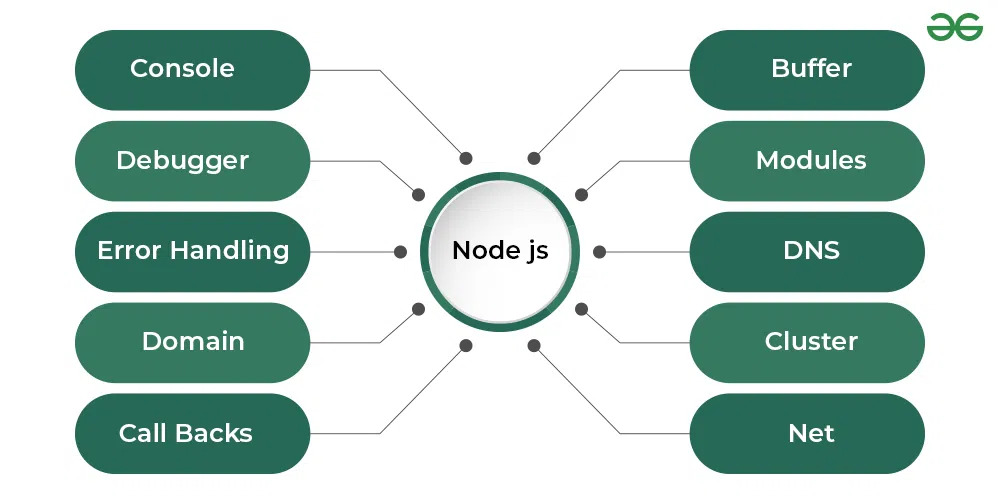 Console
Debugger
Error Handling
Domain
Call Backs
Node js
Buffer
Modules
DNS
Cluster
Net